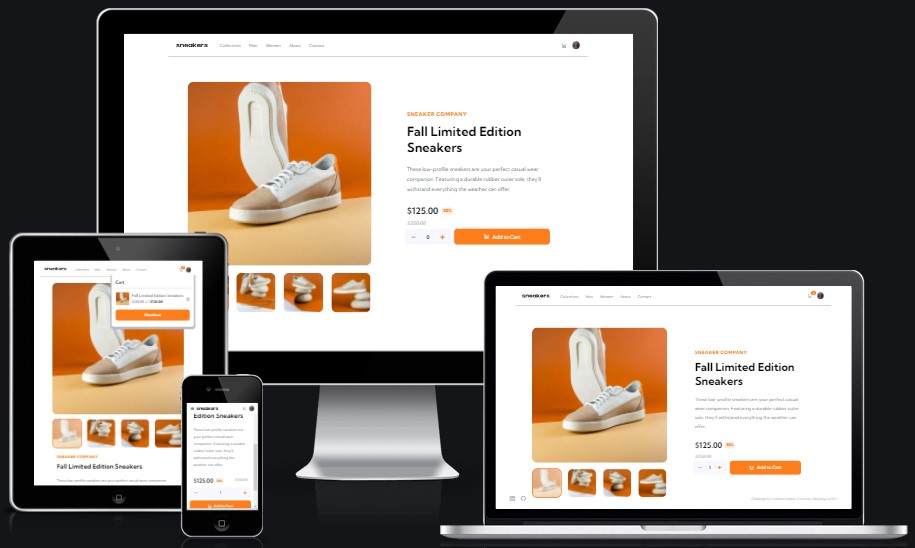 sneakers Collections Men Women About Contact
SNEAKER COMPANY
Fall Limited Edition
Sneakers
These low-profile sneakers are your perfect casual wear
companion. Featuring a durable rubber outer sole, they'll
withstand everything the weather can offer.
$125.00 50%
$250.00
− 0 + Add to Cart
sneakers Collections Men Women About Contact
Cart
Fall Limited Edition Sneakers
Checkout
SNEAKER COMPANY
Fall Limited Edition Sneakers
These low-profile sneakers are your perfect casual wear companion.
sneakers
Edition Sneakers
These low-profile sneakers are
your perfect casual wear
companion. Featuring a durable
rubber outer sole, they'll
withstand everything the
weather can offer.
$125.00 50% $250.00
− 1 +
Add to Cart
sneakers Collections Men Women About Contact
SNEAKER COMPANY
Fall Limited Edition
Sneakers
These low-profile sneakers are your perfect casual
wear companion. Featuring a durable rubber outer
sole, they'll withstand everything the weather can
offer.
$125.00 50%
$250.00
− 1 + Add to Cart